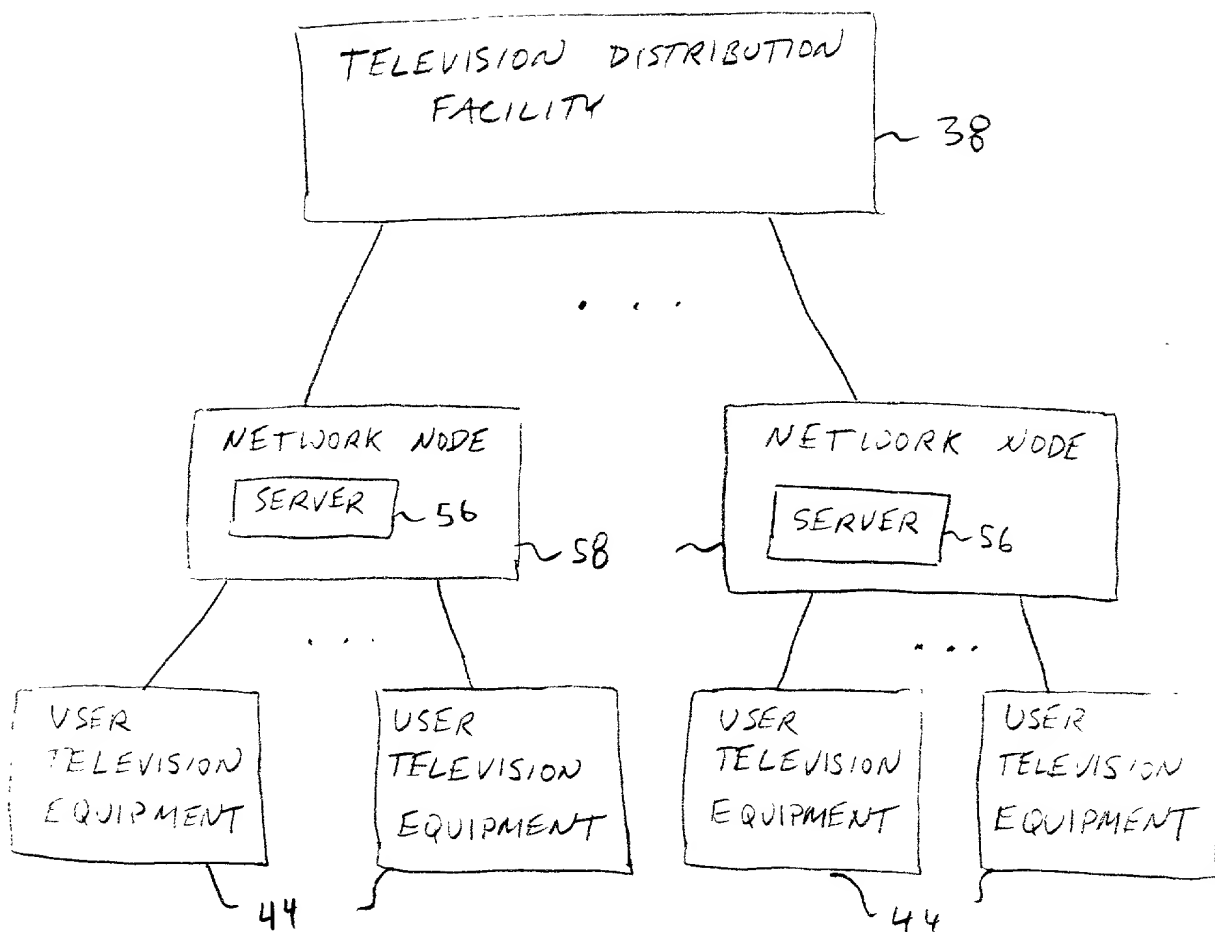 TELEVISION DISTRIBUTION
FACILITY
38
. . .
NETWORK NODE
SERVER
56
58
NETWORK NODE
SERVER
56
. . .
. . .
USER
TELEVISION
EQUIPMENT
USER
TELEVISION
EQUIPMENT
USER
TELEVISION
EQUIPMENT
USER
TELEVISION
EQUIPMENT
44
44